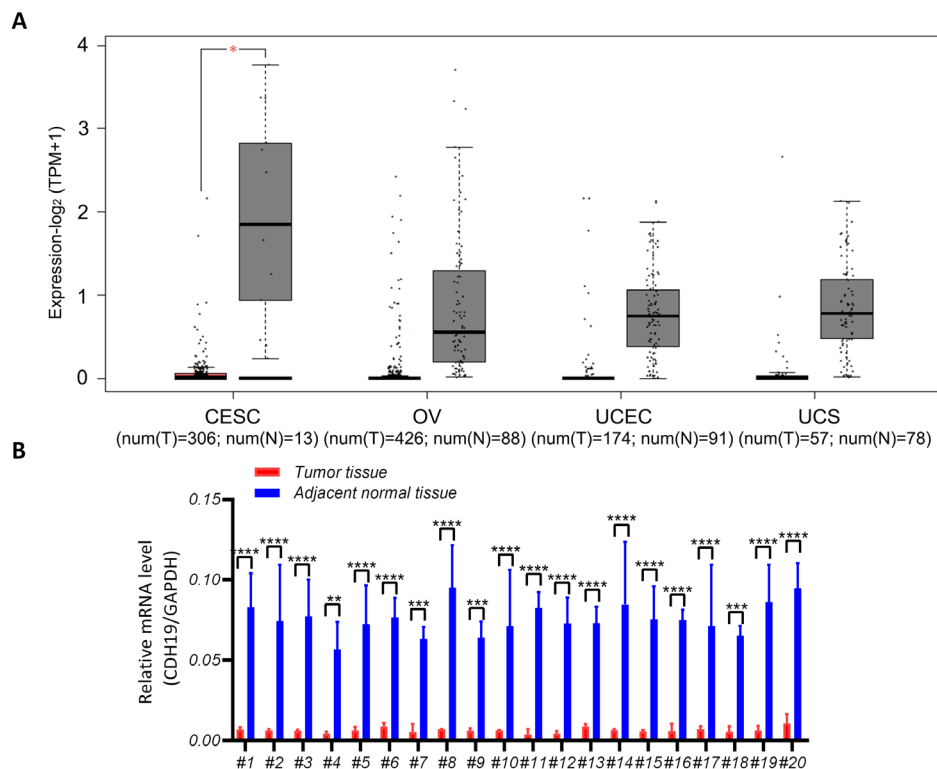 A
*
4
3
2
1
0
Expression-log₂ (TPM+1)
CESC OV UCEC UCS
(num(T)=306; num(N)=13) (num(T)=426; num(N)=88) (num(T)=174; num(N)=91) (num(T)=57; num(N)=78)
B
Tumor tissue
Adjacent normal tissue
Relative mRNA level
(CDH19/GAPDH)
0.15
0.10
0.05
0.00
**** **** **** ** **** **** *** **** *** **** **** **** **** **** **** **** **** *** **** ****
#1 #2 #3 #4 #5 #6 #7 #8 #9 #10 #11 #12 #13 #14 #15 #16 #17 #18 #19 #20